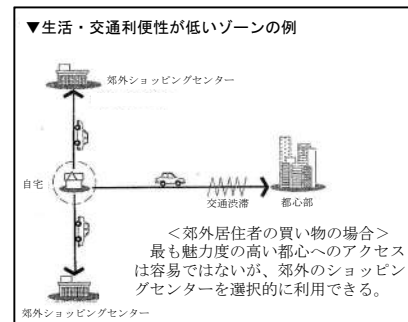 ▼生活・交通利便性が低いゾーンの例
郊外ショッピングセンター
自宅
交通渋滞
都心部
＜郊外居住者の買い物の場合＞
最も魅力度の高い都心へのアクセス
は容易ではないが、郊外のショッピン
グセンターを選択的に利用できる。
郊外ショッピングセンター